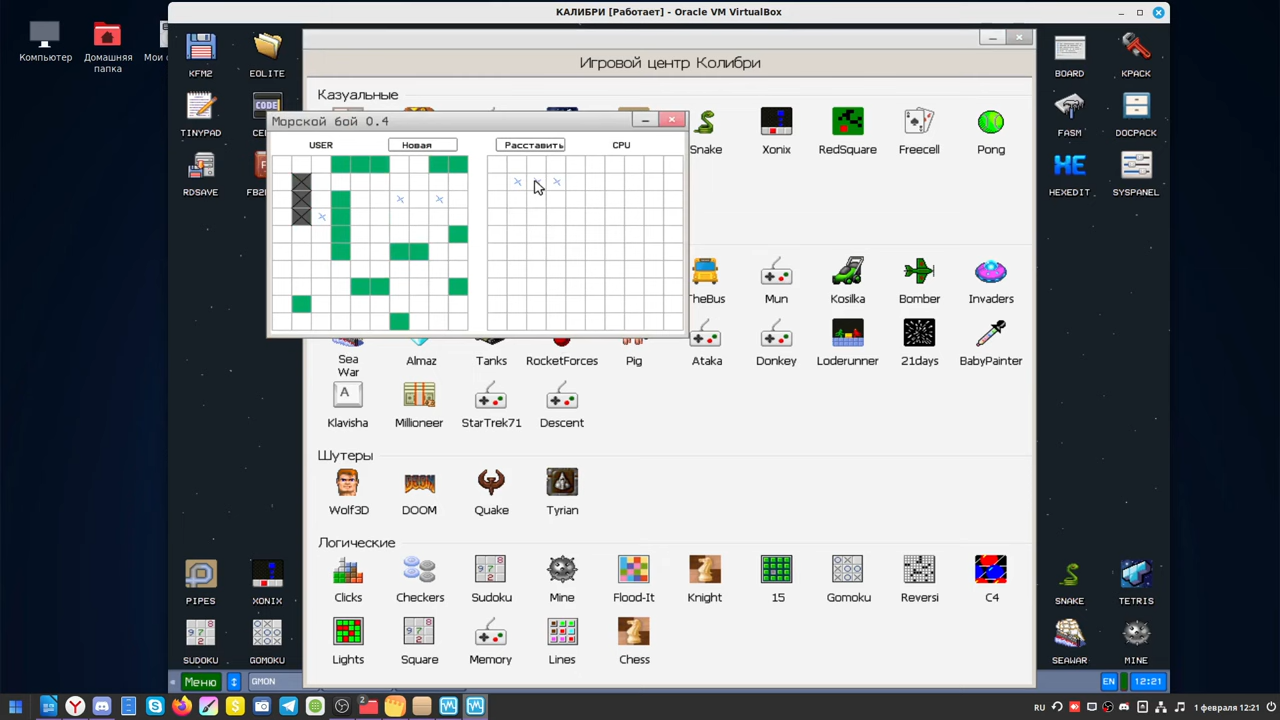 КАЛИБРИ [Работает] - Oracle VM VirtualBox
Компьютер
Домашняя папка
Мои с
KFM2
EOLITE
TINYPAD
CODE
RDSAVE
PIPES
XONIX
SUDOKU
GOMOKU
Игровой центр Колибри
Казуальные
Морской бой 0.4
USER
Новая
Расставить
CPU
Snake
Xonix
RedSquare
Freecell
Pong
TheBus
Mun
Kosilka
Bomber
Invaders
Sea War
Almaz
Tanks
RocketForces
Pig
Ataka
Donkey
Loderunner
21days
BabyPainter
Klavisha
Millioneer
StarTrek71
Descent
Шутеры
Wolf3D
DOOM
Quake
Tyrian
Логические
Clicks
Checkers
Sudoku
Mine
Flood-It
Knight
15
Gomoku
Reversi
C4
Lights
Square
Memory
Lines
Chess
BOARD
KPACK
FASM
DOCPACK
HEXEDIT
SYSPANEL
SNAKE
TETRIS
SEAWAR
MINE
Меню
GMON
EN
12:21
RU
1 февраля 12:21